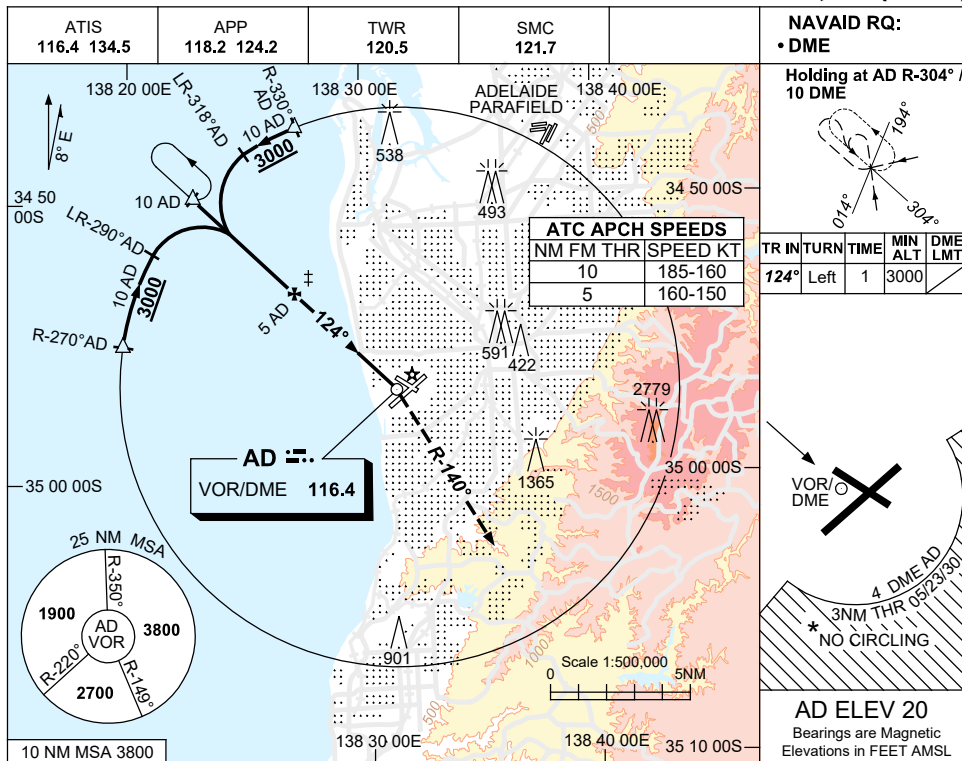 ATIS
116.4 134.5
APP
118.2 124.2
TWR
120.5
SMC
121.7
NAVAID RQ:
• DME
138 20 00E
138 30 00E
138 40 00E
8° E
LR-318°AD
R-330°
AD
10 AD
3000
538
ADELAIDE
PARAFIELD
500
34 50
00S
34 50 00S
10 AD
493
LR-290°AD
10 AD
3000
R-270°AD
ATC APCH SPEEDS
NM FM THR
SPEED KT
10
185-160
5
160-150
‡
5 AD
124°
591
422
2779
AD
VOR/DME 116.4
R-140°
1365
1500
35 00 00S
35 00 00S
25 NM MSA
R-350°
1900
AD
VOR
3800
R-220°
2700
R-149°
901
1000
500
Scale 1:500,000
0
5NM
10 NM MSA 3800
138 30 00E
138 40 00E
35 10 00S
Holding at AD R-304° /
10 DME
194°
014°
304°
TR IN
TURN
TIME
MIN
ALT
DME
LMT
124°
Left
1
3000
VOR/
DME
4 DME AD
3NM THR 05/23/30
*
NO CIRCLING
AD ELEV 20
Bearings are Magnetic
Elevations in FEET AMSL